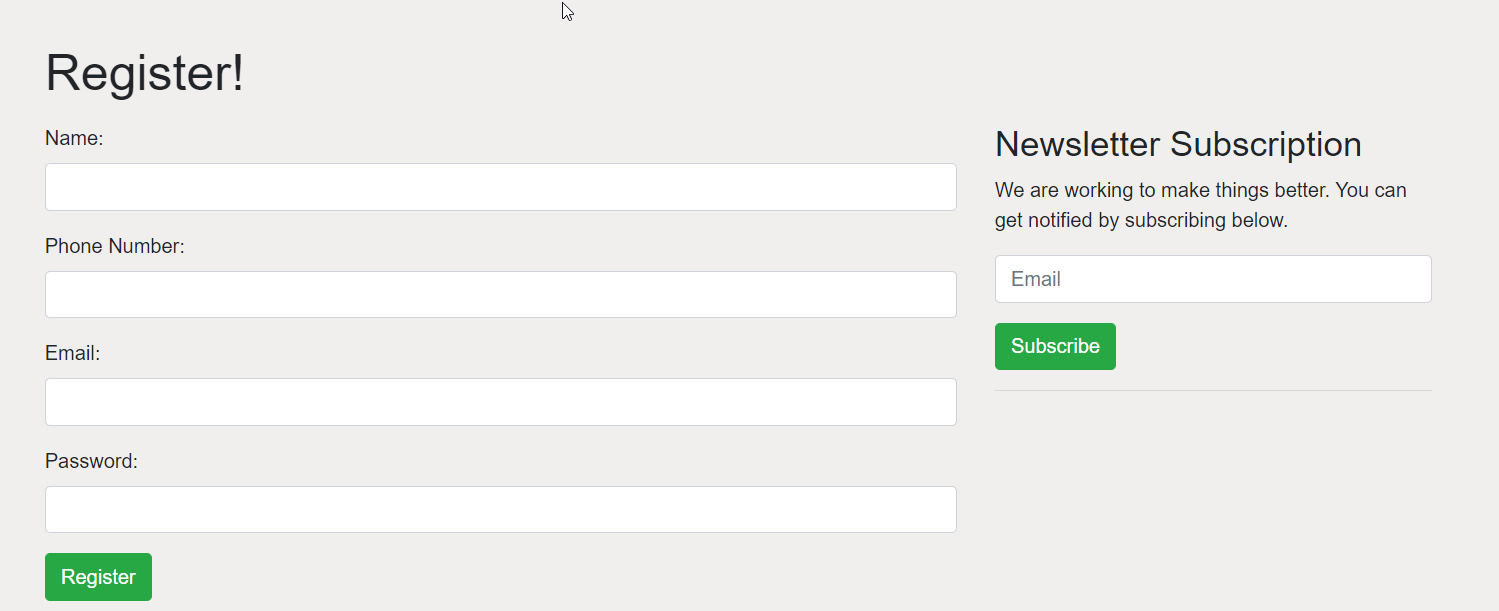 Register!
Name:
Phone Number:
Email:
Password:
Register
Newsletter Subscription
We are working to make things better. You can
get notified by subscribing below.
Email
Subscribe